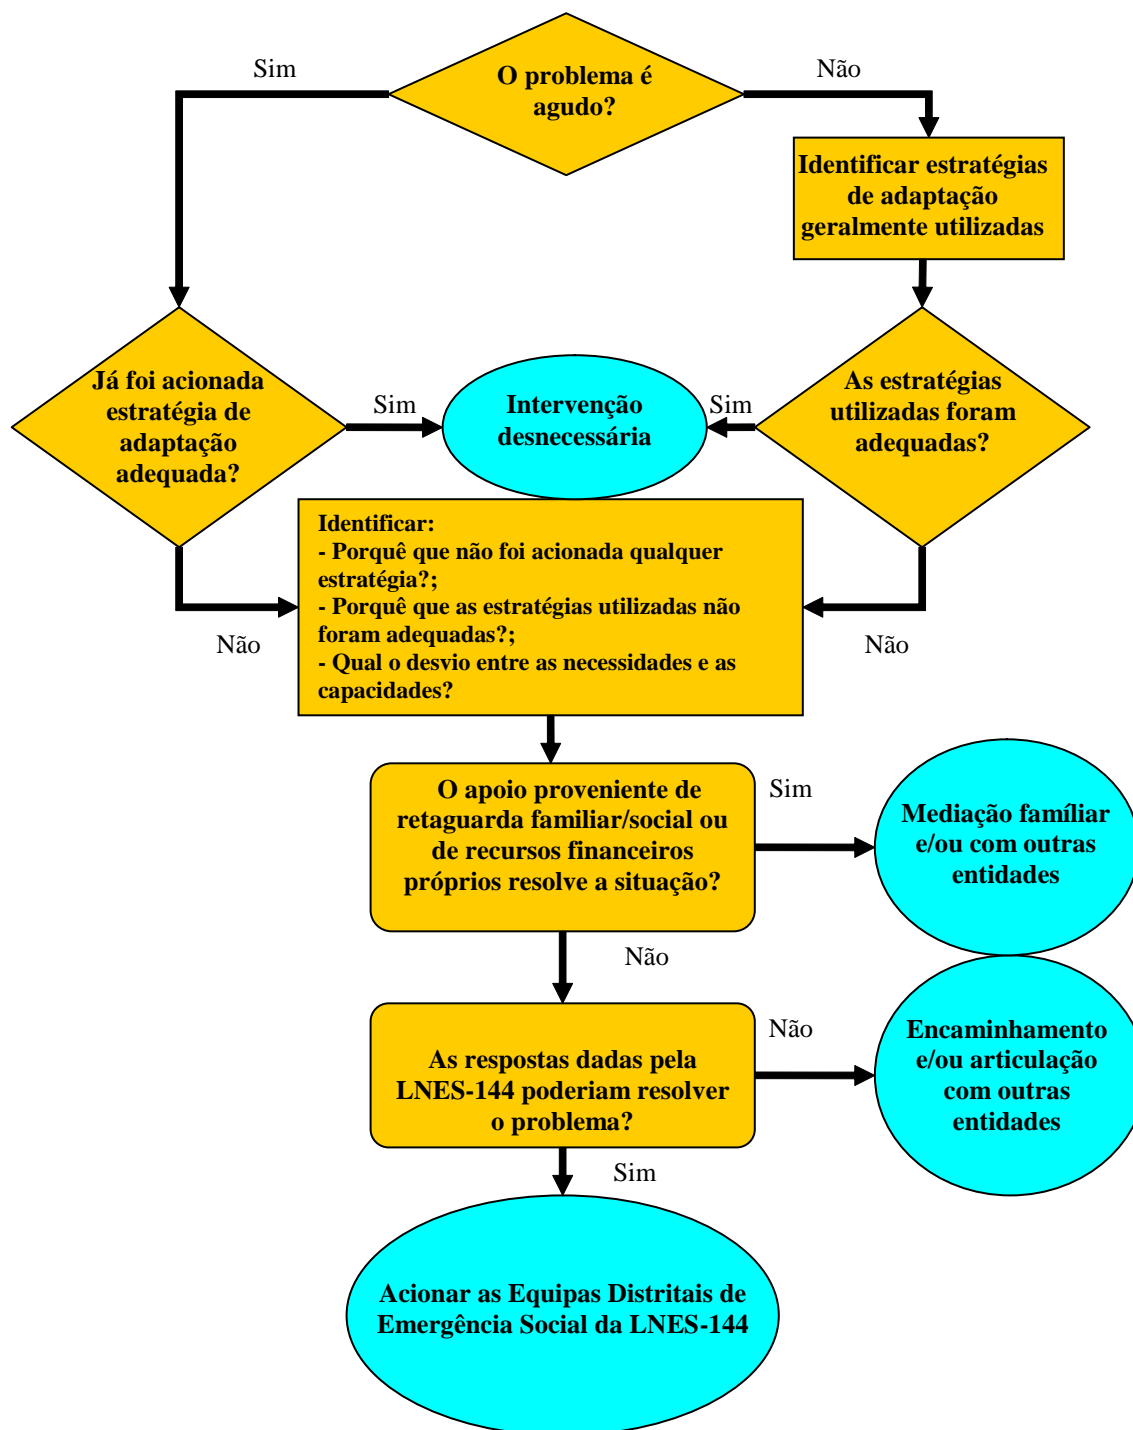 Sim
O problema é
agudo?
Não
Identificar estratégias
de adaptação
geralmente utilizadas
Já foi acionada
estratégia de
adaptação
adequada?
Sim
Intervenção
desnecessária
Sim
As estratégias
utilizadas foram
adequadas?
Identificar:
- Porquê que não foi acionada qualquer
estratégia?;
- Porquê que as estratégias utilizadas não
foram adequadas?;
- Qual o desvio entre as necessidades e as
capacidades?
Não
Não
O apoio proveniente de
retaguarda familiar/social ou
de recursos financeiros
próprios resolve a situação?
Sim
Mediação famíliar
e/ou com outras
entidades
Não
As respostas dadas pela
LNES-144 poderiam resolver
o problema?
Não
Encaminhamento
e/ou articulação
com outras
entidades
Sim
Acionar as Equipas Distritais de
Emergência Social da LNES-144